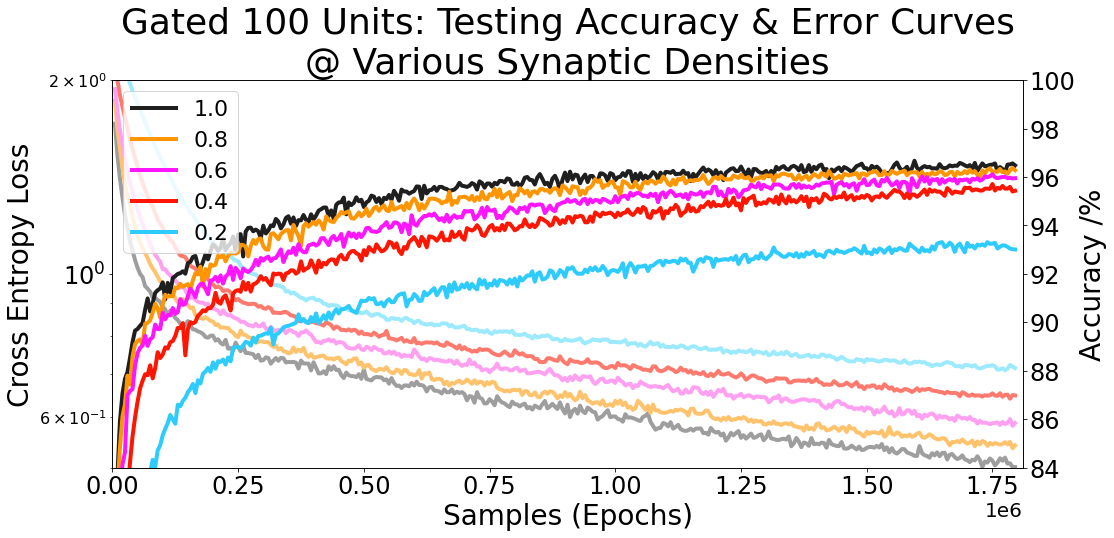 Gated 100 Units: Testing Accuracy & Error Curves
@ Various Synaptic Densities
2 × 10⁰
10⁰
6 × 10⁻¹
Cross Entropy Loss
1.0
0.8
0.6
0.4
0.2
100
98
96
94
92
90
88
86
84
Accuracy /%
0.00
0.25
0.50
0.75
1.00
1.25
1.50
1.75
1e6
Samples (Epochs)